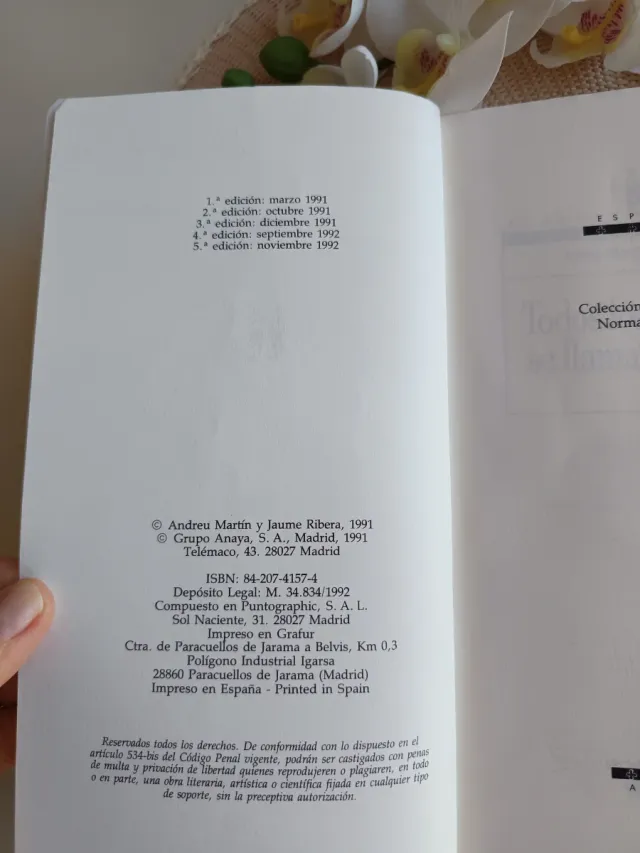 1.ª edición: marzo 1991
2.ª edición: octubre 1991
3.ª edición: diciembre 1991
4.ª edición: septiembre 1992
5.ª edición: noviembre 1992
© Andreu Martín y Jaume Ribera, 1991
© Grupo Anaya, S. A., Madrid, 1991
Telémaco, 43. 28027 Madrid
ISBN: 84-207-4157-4
Depósito Legal: M. 34.834/1992
Compuesto en Puntographic, S. A. L.
Sol Naciente, 31. 28027 Madrid
Impreso en Grafur
Ctra. de Paracuellos de Jarama a Belvis, Km 0,3
Polígono Industrial Igarsa
28860 Paracuellos de Jarama (Madrid)
Impreso en España - Printed in Spain
Reservados todos los derechos. De conformidad con lo dispuesto en el
artículo 534-bis del Código Penal vigente, podrán ser castigados con penas
de multa y privación de libertad quienes reprodujeren o plagiaren, en todo
o en parte, una obra literaria, artística o científica fijada en cualquier tipo
de soporte, sin la preceptiva autorización.
E S P
Colección
Norma
A